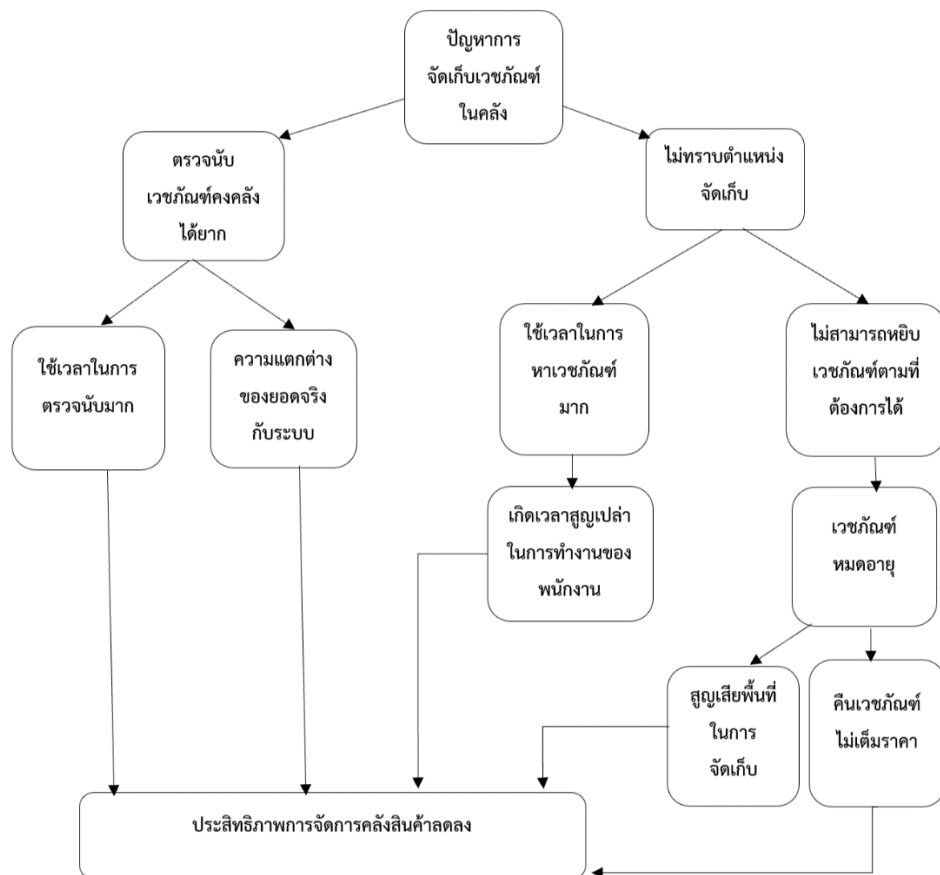 ปัญหาการ
จัดเก็บเวชภัณฑ์
ในคลัง
ตรวจนับ
เวชภัณฑ์คงคลัง
ได้ยาก
ไม่ทราบตำแหน่ง
จัดเก็บ
ใช้เวลาในการ
ตรวจนับมาก
ความแตกต่าง
ของยอดจริง
กับระบบ
ใช้เวลาในการ
หาเวชภัณฑ์
มาก
ไม่สามารถหยิบ
เวชภัณฑ์ตามที่
ต้องการได้
เกิดเวลาสูญเปล่า
ในการทำงานของ
พนักงาน
เวชภัณฑ์
หมดอายุ
สูญเสียพื้นที่
ในการ
จัดเก็บ
คืนเวชภัณฑ์
ไม่เต็มราคา
ประสิทธิภาพการจัดการคลังสินค้าลดลง